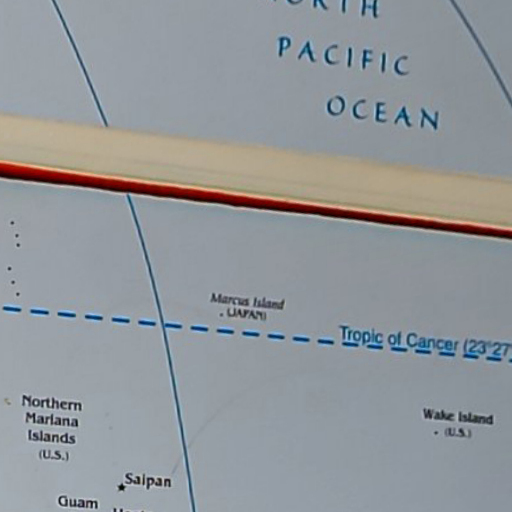 NORTH
PACIFIC
OCEAN
Marcus Island
(JAPAN)
Tropic of Cancer (23°27'
Northern
Mariana
Islands
(U.S.)
Wake Island
(U.S.)
Saipan
Guam